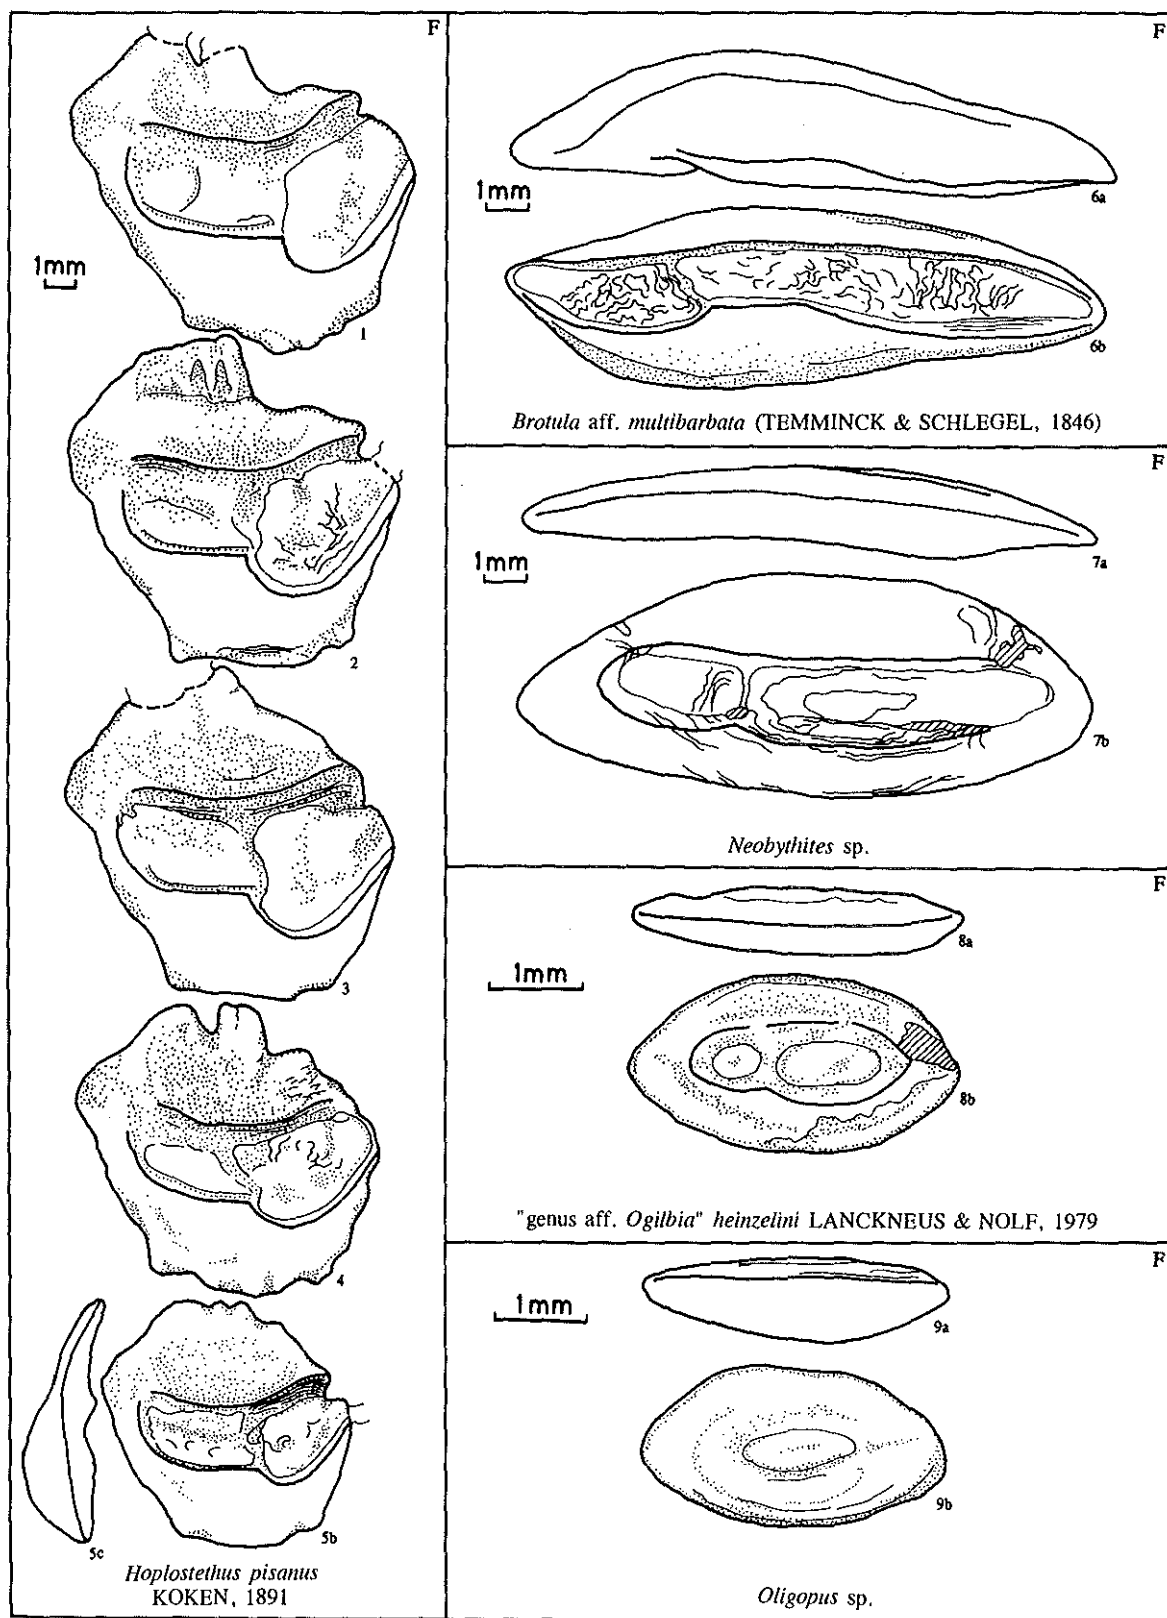 F
1mm
1
2
3
4
5c
5b
Hoplostethus pisanus
KOKEN, 1891
F
1mm
6a
6b
Brotula aff. multibarbata (TEMMINCK & SCHLEGEL, 1846)
F
1mm
7a
7b
Neobythites sp.
F
1mm
8a
8b
"genus aff. Ogilbia" heinzelini LANCKNEUS & NOLF, 1979
F
1mm
9a
9b
Oligopus sp.